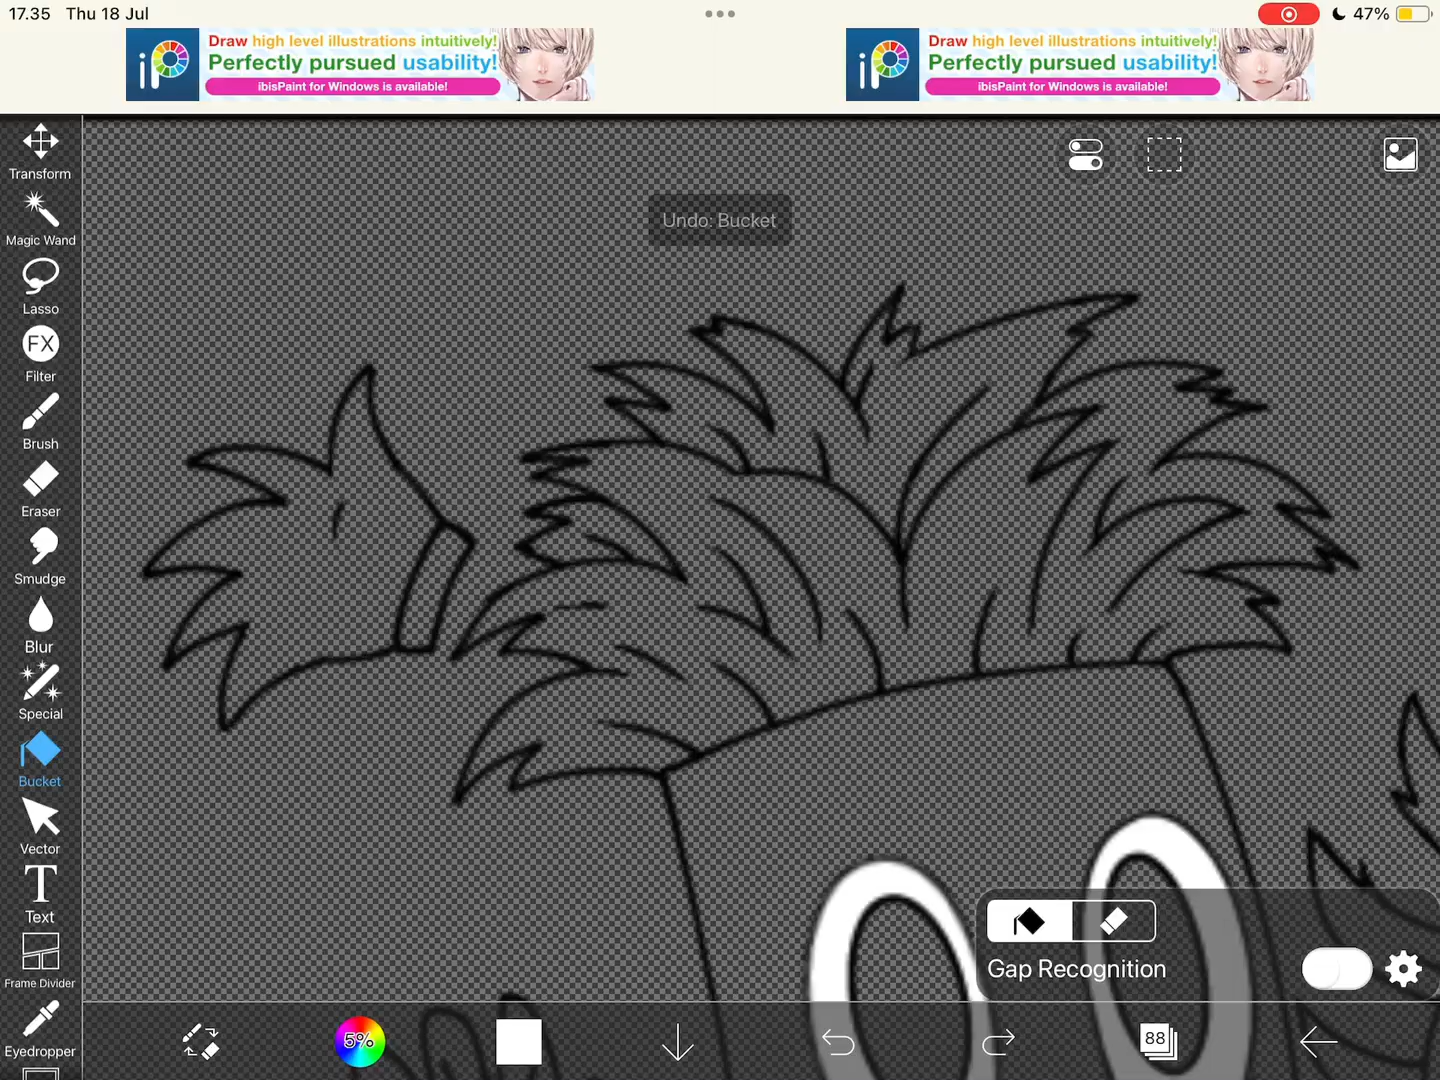 17.35 Thu 18 Jul
47%
Draw high level illustrations intuitively!
Perfectly pursued usability!
ibisPaint for Windows is available!
Draw high level illustrations intuitively!
Perfectly pursued usability!
ibisPaint for Windows is available!
Transform
Magic Wand
Lasso
FX
Filter
Brush
Eraser
Smudge
Blur
Special
Bucket
Vector
T
Text
Frame Divider
Eyedropper
Undo: Bucket
Gap Recognition
5%
88